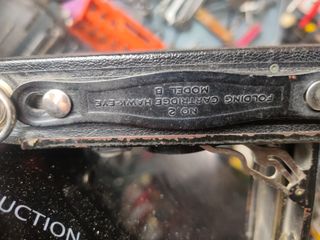 NO. 2
FOLDING CARTRIDGE HAWK-EYE
MODEL B
UCTION